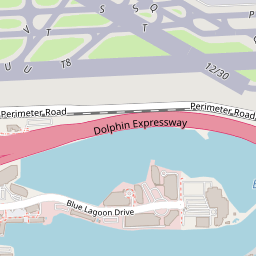 S
S
Q
V
T
T
U
U
T8
12/30
Perimeter Road
Perimeter Road
Dolphin Expressway
Blue Lagoon Drive